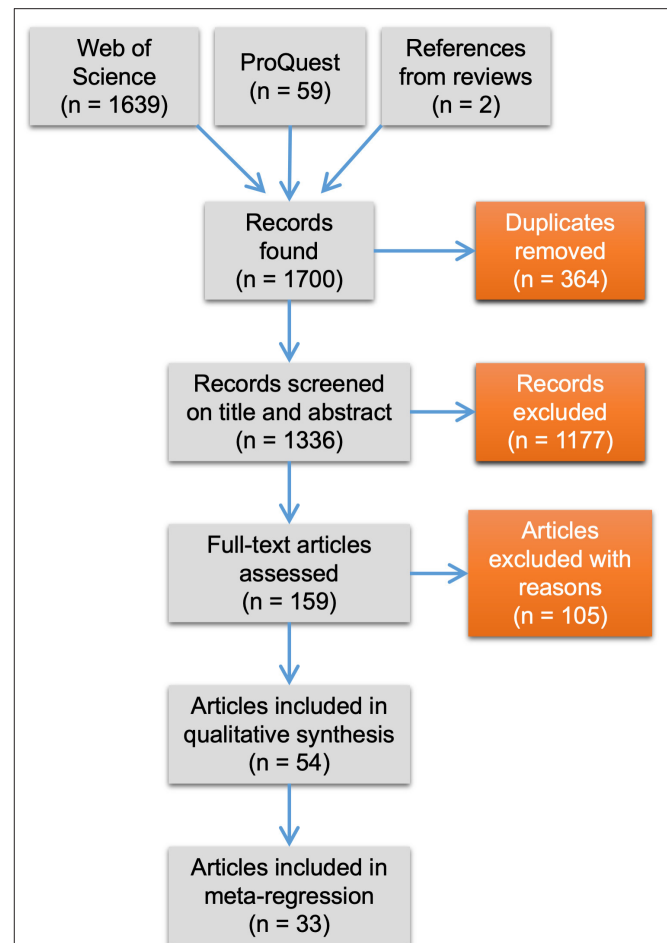 Web of
Science
(n = 1639)
ProQuest
(n = 59)
References
from reviews
(n = 2)
Records
found
(n = 1700)
Duplicates
removed
(n = 364)
Records screened
on title and abstract
(n = 1336)
Records
excluded
(n = 1177)
Full-text articles
assessed
(n = 159)
Articles
excluded with
reasons
(n = 105)
Articles included in
qualitative synthesis
(n = 54)
Articles included in
meta-regression
(n = 33)